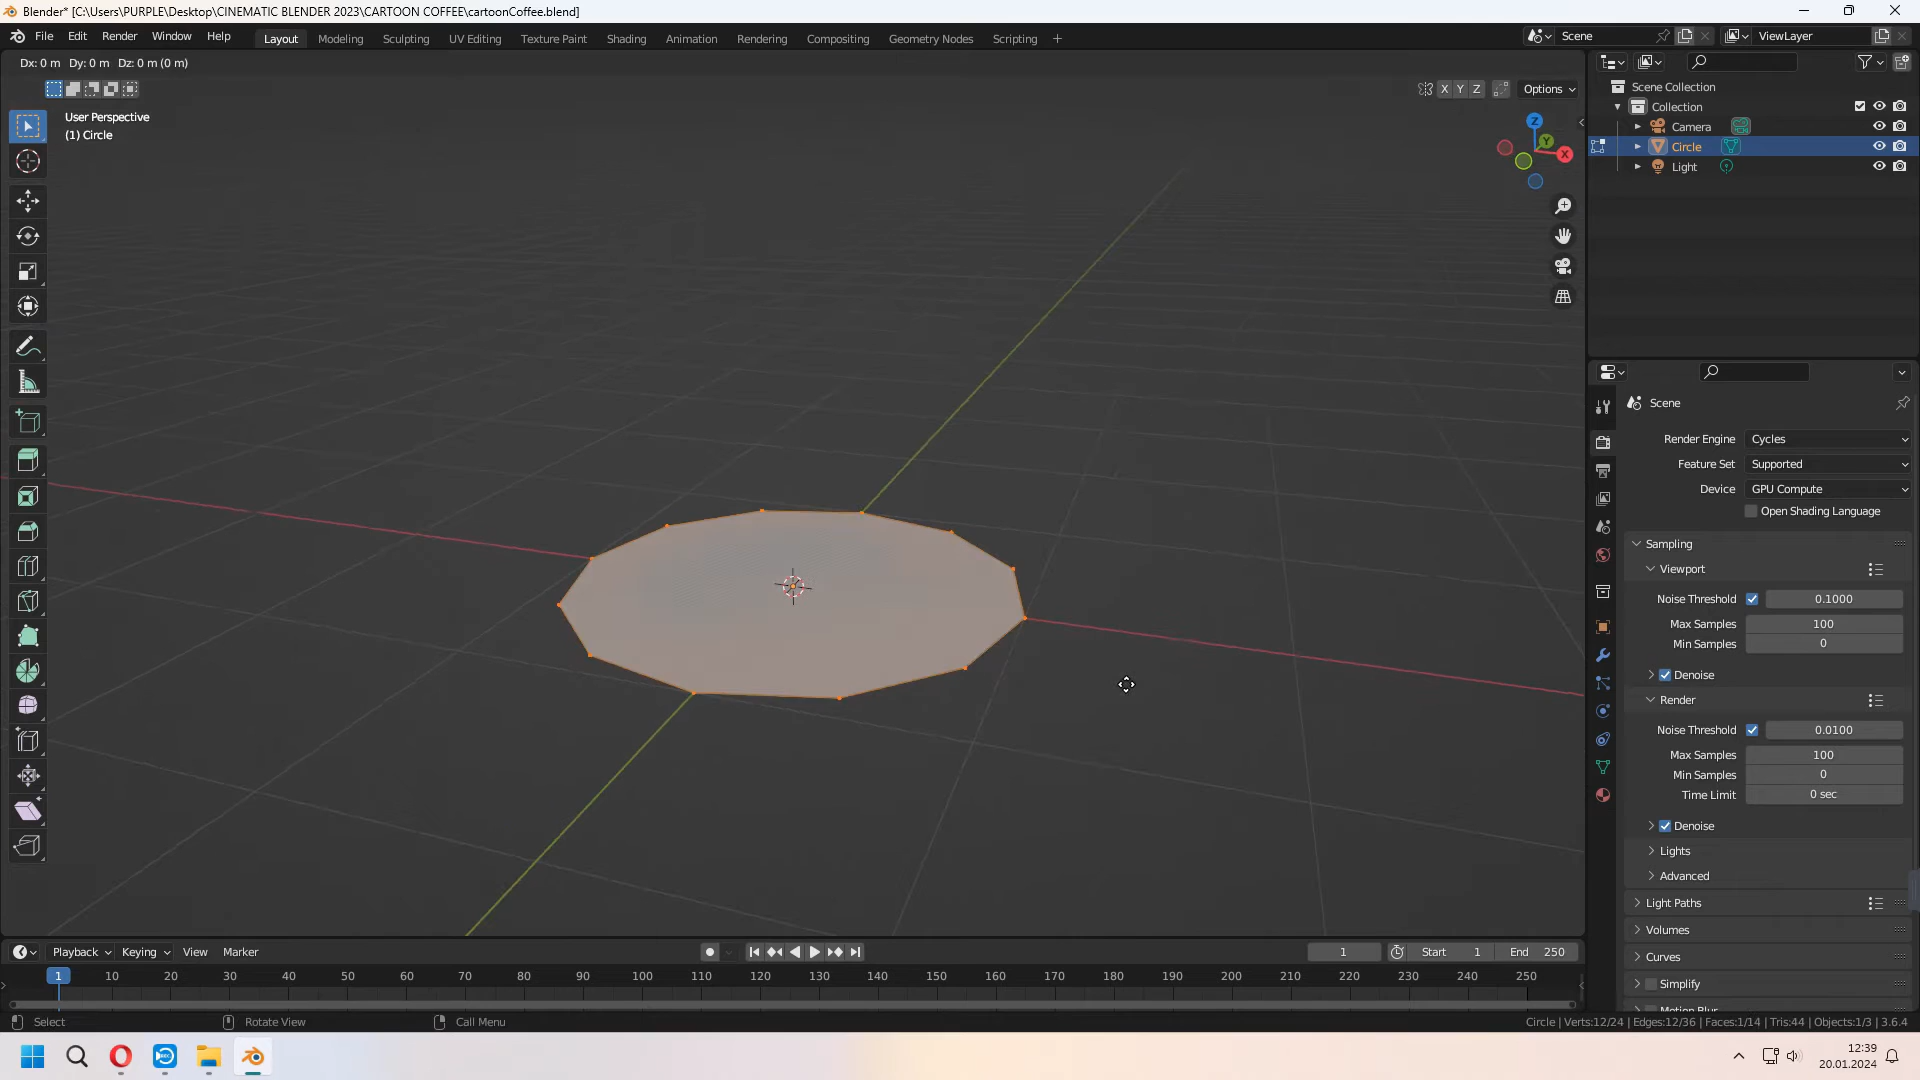 Blender* [C:\Users\PURPLE\Desktop\CINEMATIC BLENDER 2023\CARTOON COFFEE\cartoonCoffee.blend]
File Edit Render Window Help Layout Modeling Sculpting UV Editing Texture Paint Shading Animation Rendering Compositing Geometry Nodes Scripting + Scene ViewLayer
Dx: 0 m Dy: 0 m Dz: 0 m (0 m)
X Y Z Options
User Perspective
(1) Circle
Z
Y
X
Scene Collection
Collection
Camera
Circle
Light
Scene
Render Engine Cycles
Feature Set Supported
Device GPU Compute
Open Shading Language
Sampling
Viewport
Noise Threshold 0.1000
Max Samples 100
Min Samples 0
Denoise
Render
Noise Threshold 0.0100
Max Samples 100
Min Samples 0
Time Limit 0 sec
Denoise
Lights
Advanced
Light Paths
Volumes
Curves
Simplify
Motion Blur
Playback Keying View Marker 1 Start 1 End 250
1 10 20 30 40 50 60 70 80 90 100 110 120 130 140 150 160 170 180 190 200 210 220 230 240 250
Select Rotate View Call Menu Circle | Verts:12/24 | Edges:12/36 | Faces:1/14 | Tris:44 | Objects:1/3 | 3.6.4
REC
12:39
20.01.2024